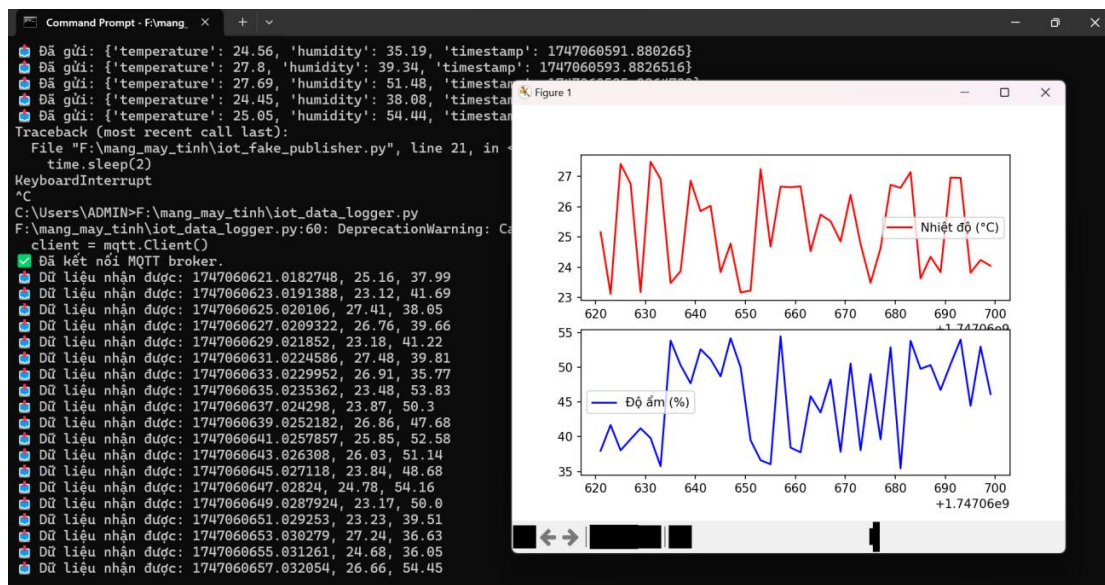 Command Prompt - F:\mang_
📤 Đã gửi: {'temperature': 24.56, 'humidity': 35.19, 'timestamp': 1747060591.880265}
📤 Đã gửi: {'temperature': 27.8, 'humidity': 39.34, 'timestamp': 1747060593.8826516}
📤 Đã gửi: {'temperature': 27.69, 'humidity': 51.48, 'timestam
📤 Đã gửi: {'temperature': 24.45, 'humidity': 38.08, 'timestam
📤 Đã gửi: {'temperature': 25.05, 'humidity': 54.44, 'timestam
Traceback (most recent call last):
File "F:\mang_may_tinh\iot_fake_publisher.py", line 21, in <
time.sleep(2)
KeyboardInterrupt
^C
C:\Users\ADMIN>F:\mang_may_tinh\iot_data_logger.py
F:\mang_may_tinh\iot_data_logger.py:60: DeprecationWarning: Ca
client = mqtt.Client()
✅ Đã kết nối MQTT broker.
📥 Dữ liệu nhận được: 1747060621.0182748, 25.16, 37.99
📥 Dữ liệu nhận được: 1747060623.0191388, 23.12, 41.69
📥 Dữ liệu nhận được: 1747060625.020106, 27.41, 38.05
📥 Dữ liệu nhận được: 1747060627.0209322, 26.76, 39.66
📥 Dữ liệu nhận được: 1747060629.021852, 23.18, 41.22
📥 Dữ liệu nhận được: 1747060631.0224586, 27.48, 39.81
📥 Dữ liệu nhận được: 1747060633.0229952, 26.91, 35.77
📥 Dữ liệu nhận được: 1747060635.0235362, 23.48, 53.83
📥 Dữ liệu nhận được: 1747060637.024298, 23.87, 50.3
📥 Dữ liệu nhận được: 1747060639.0252182, 26.86, 47.68
📥 Dữ liệu nhận được: 1747060641.0257857, 25.85, 52.58
📥 Dữ liệu nhận được: 1747060643.026308, 26.03, 51.14
📥 Dữ liệu nhận được: 1747060645.027118, 23.84, 48.68
📥 Dữ liệu nhận được: 1747060647.02824, 24.78, 54.16
📥 Dữ liệu nhận được: 1747060649.0287924, 23.17, 50.0
📥 Dữ liệu nhận được: 1747060651.029253, 23.23, 39.51
📥 Dữ liệu nhận được: 1747060653.030279, 27.24, 36.63
📥 Dữ liệu nhận được: 1747060655.031261, 24.68, 36.05
📥 Dữ liệu nhận được: 1747060657.032054, 26.66, 54.45
Figure 1
27
26
25
24
23
Nhiệt độ (°C)
620 630 640 650 660 670 680 690 700
+1.74706e9
55
50
45
40
35
Độ ẩm (%)
620 630 640 650 660 670 680 690 700
+1.74706e9